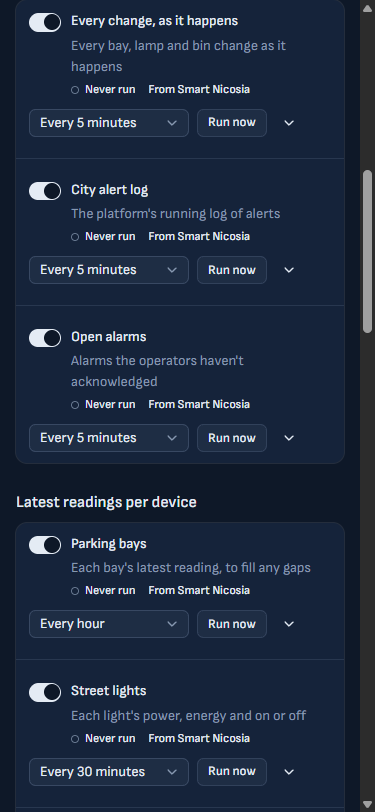 Every change, as it happens
Every bay, lamp and bin change as it
happens
Never run From Smart Nicosia
Every 5 minutes Run now
City alert log
The platform's running log of alerts
Never run From Smart Nicosia
Every 5 minutes Run now
Open alarms
Alarms the operators haven't
acknowledged
Never run From Smart Nicosia
Every 5 minutes Run now
Latest readings per device
Parking bays
Each bay's latest reading, to fill any gaps
Never run From Smart Nicosia
Every hour Run now
Street lights
Each light's power, energy and on or off
Never run From Smart Nicosia
Every 30 minutes Run now